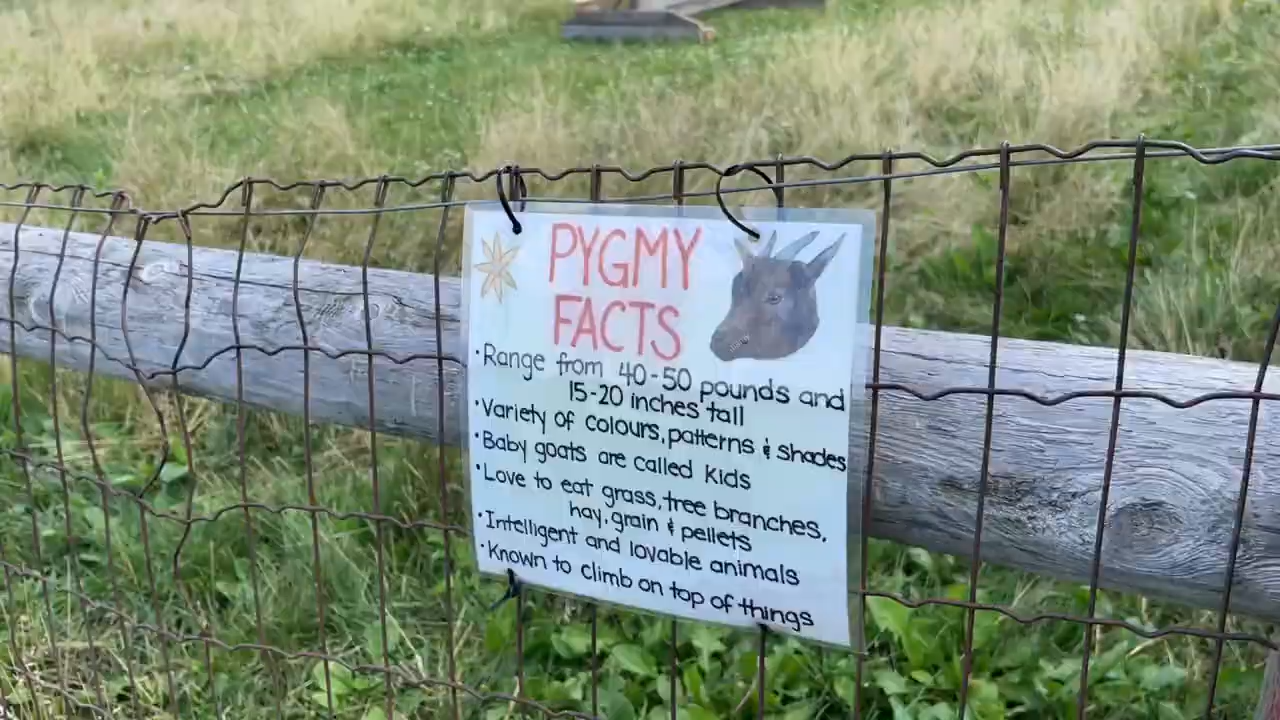 PYGMY
FACTS
·Range from 40-50 pounds and
15-20 inches tall
·Variety of colours, patterns & shades
·Baby goats are called Kids
·Love to eat grass, tree branches,
hay, grain & pellets
·Intelligent and lovable animals
·Known to climb on top of things